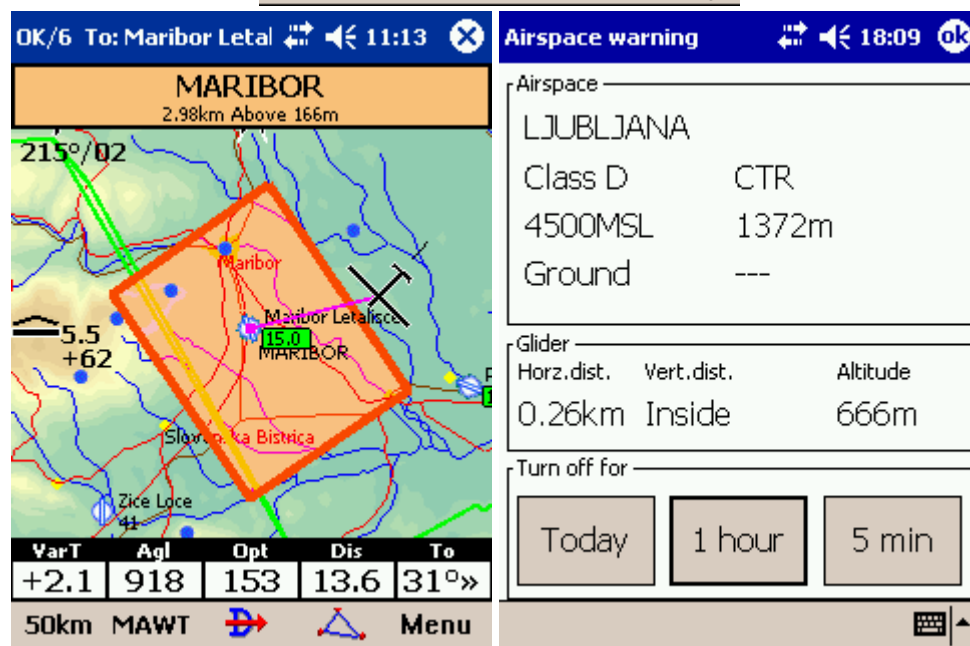 OK/6 To: Maribor Letal 11:13
MARIBOR
2.98km Above 166m
215°/02
Maribor
Maribor Letalisce
15.0
MARIBOR
5.5
+62
Slovenska Bistrica
Zice Loce
41
VarT Agl Opt Dis To
+2.1 918 153 13.6 31°»
50km MAWT D Menu
Airspace warning 18:09 ok
Airspace
LJUBLJANA
Class D CTR
4500MSL 1372m
Ground ---
Glider
Horz.dist. Vert.dist. Altitude
0.26km Inside 666m
Turn off for
Today 1 hour 5 min